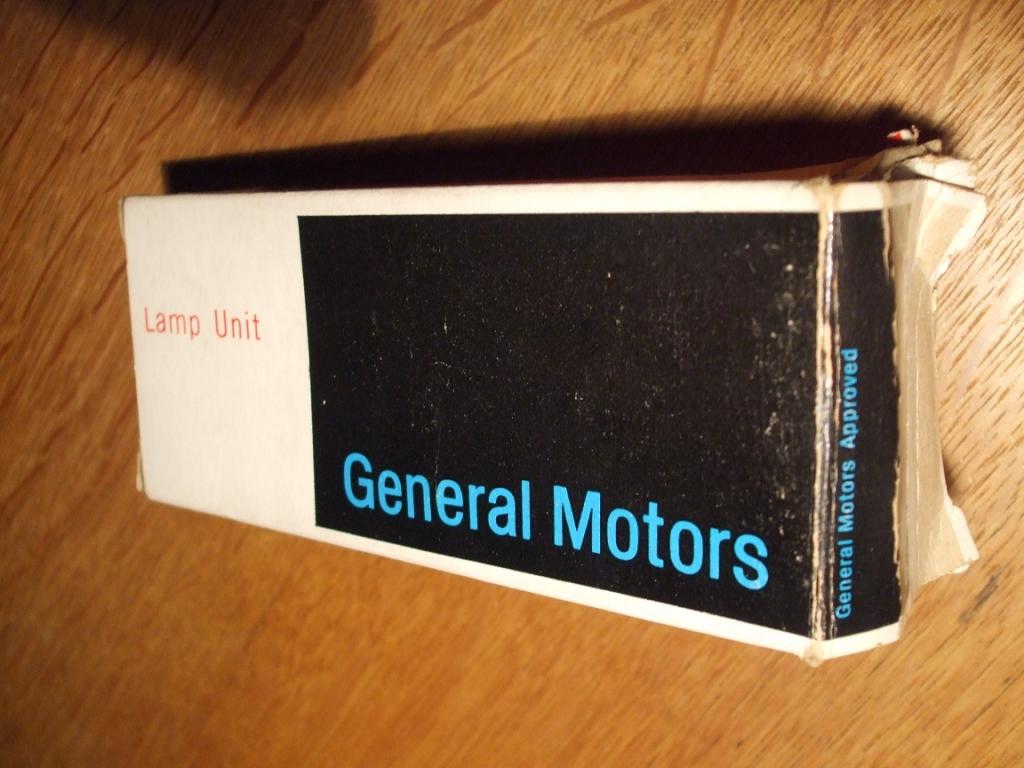 Lamp Unit
General Motors
General Motors Approved